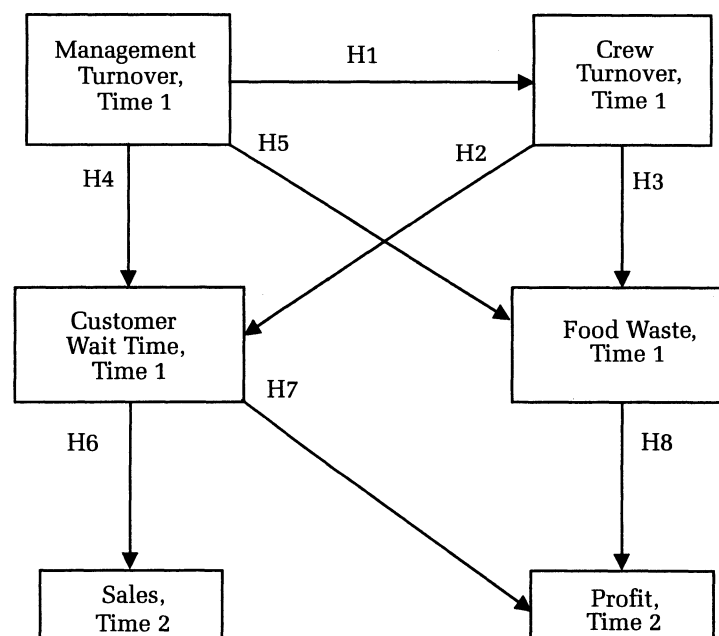 Management
Turnover,
Time 1
H1
Crew
Turnover,
Time 1
H4
H5
H2
H3
Customer
Wait Time,
Time 1
Food Waste,
Time 1
H6
H7
H8
Sales,
Time 2
Profit,
Time 2